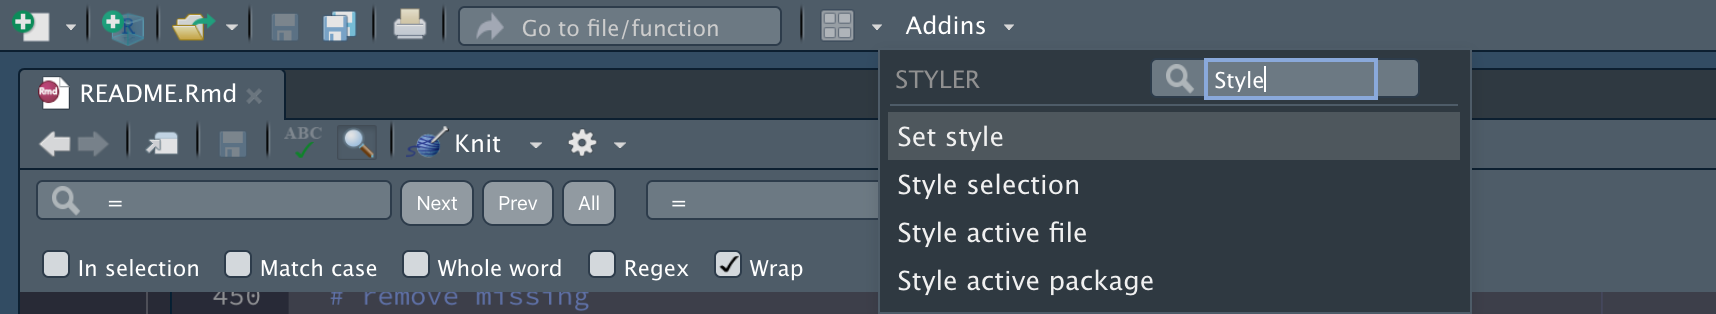 Go to file/function
Addins
STYLER
Style
Rmd
README.Rmd
ABC
Knit
Set style
Style selection
=
Next
Prev
All
=
Style active file
In selection
Match case
Whole word
Regex
Wrap
Style active package
450
# remove missing